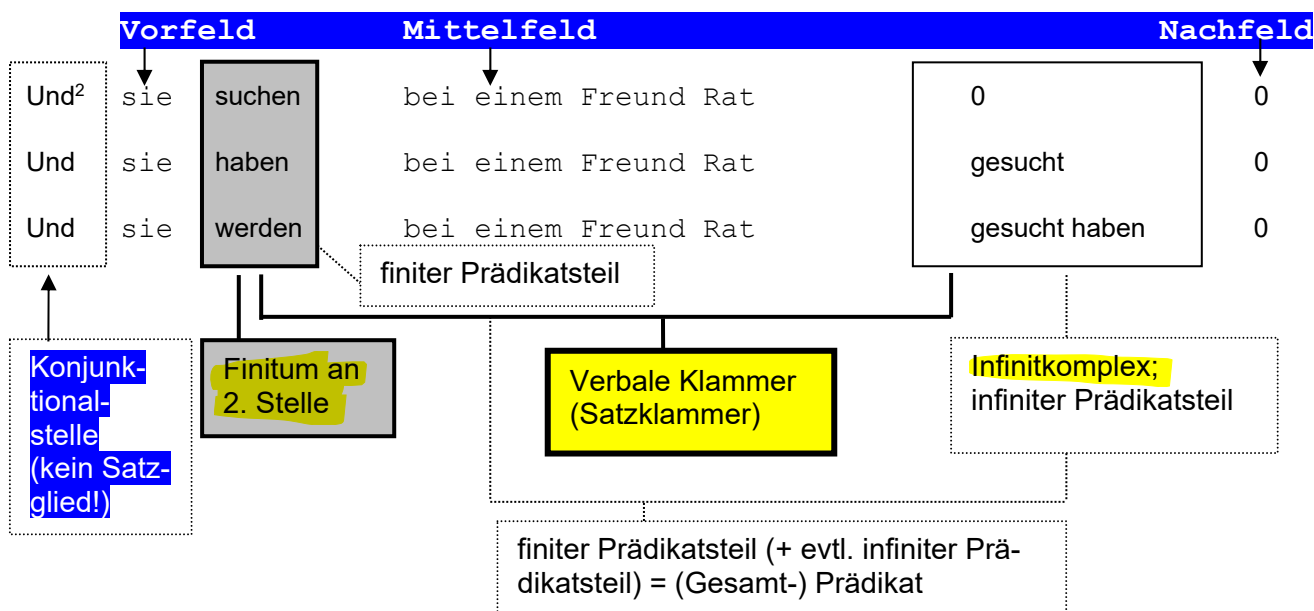 Vorfeld Mittelfeld Nachfeld
Und² sie suchen bei einem Freund Rat 0 0
Und sie haben bei einem Freund Rat gesucht 0
Und sie werden bei einem Freund Rat gesucht haben 0
finiter Prädikatsteil
Konjunk-
tional-
stelle
(kein Satz-
glied!)
Finitum an
2. Stelle
Verbale Klammer
(Satzklammer)
Infinitkomplex;
infiniter Prädikatsteil
finiter Prädikatsteil (+ evtl. infiniter Prä-
dikatsteil) = (Gesamt-) Prädikat